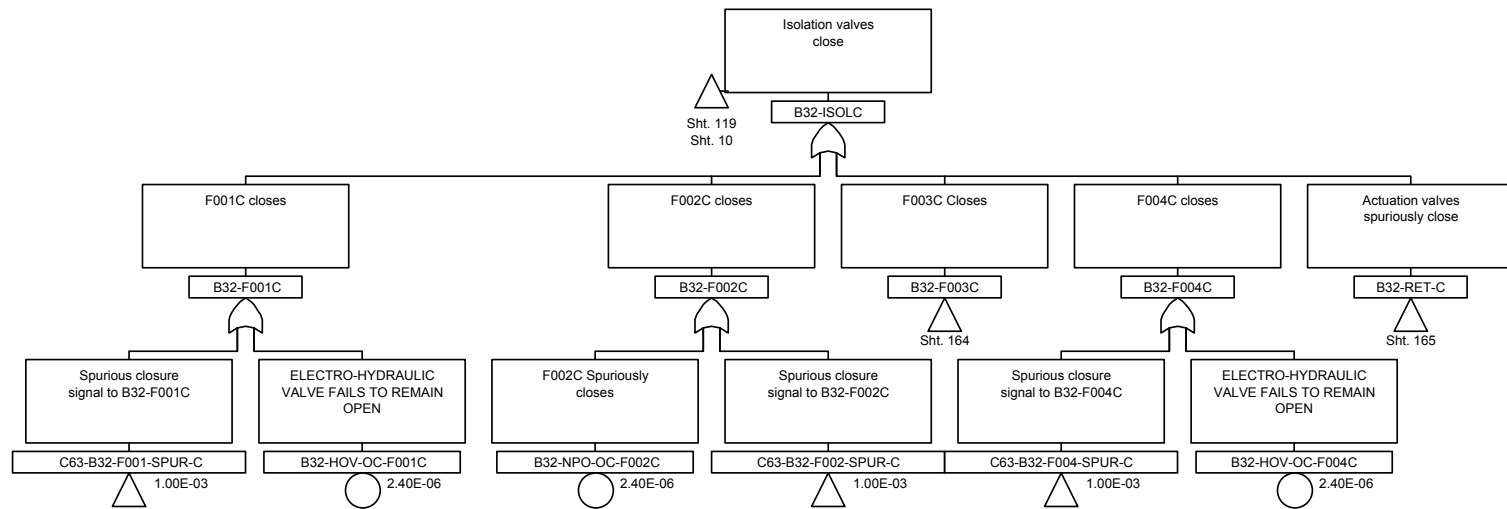 Isolation valves
close
B32-ISOLC
Sht. 119
Sht. 10
F001C closes
F002C closes
F003C Closes
F004C closes
Actuation valves
spuriously close
B32-F001C
B32-F002C
B32-F003C
B32-F004C
B32-RET-C
Sht. 164
Sht. 165
Spurious closure
signal to B32-F001C
ELECTRO-HYDRAULIC
VALVE FAILS TO REMAIN
OPEN
F002C Spuriously
closes
Spurious closure
signal to B32-F002C
Spurious closure
signal to B32-F004C
ELECTRO-HYDRAULIC
VALVE FAILS TO REMAIN
OPEN
C63-B32-F001-SPUR-C
B32-HOV-OC-F001C
B32-NPO-OC-F002C
C63-B32-F002-SPUR-C
C63-B32-F004-SPUR-C
B32-HOV-OC-F004C
1.00E-03
2.40E-06
2.40E-06
1.00E-03
1.00E-03
2.40E-06